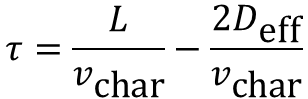 τ = L/v_char − 2D_eff/v_char